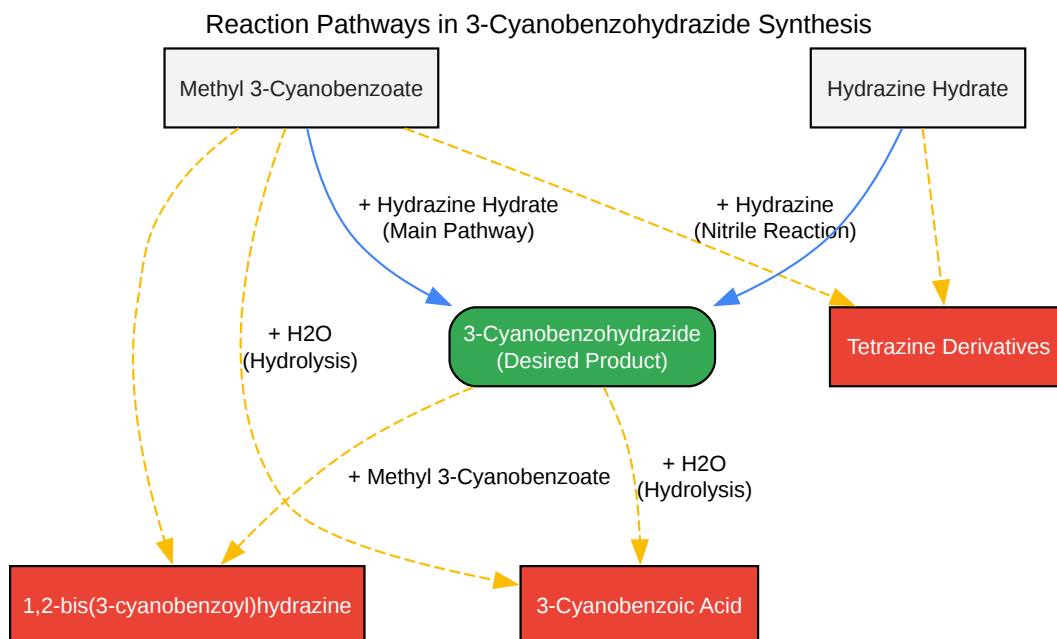 Reaction Pathways in 3-Cyanobenzohydrazide Synthesis
Methyl 3-Cyanobenzoate
Hydrazine Hydrate
+ Hydrazine Hydrate
(Main Pathway)
+ Hydrazine
(Nitrile Reaction)
+ H2O
(Hydrolysis)
3-Cyanobenzohydrazide
(Desired Product)
Tetrazine Derivatives
+ Methyl 3-Cyanobenzoate
+ H2O
(Hydrolysis)
1,2-bis(3-cyanobenzoyl)hydrazine
3-Cyanobenzoic Acid